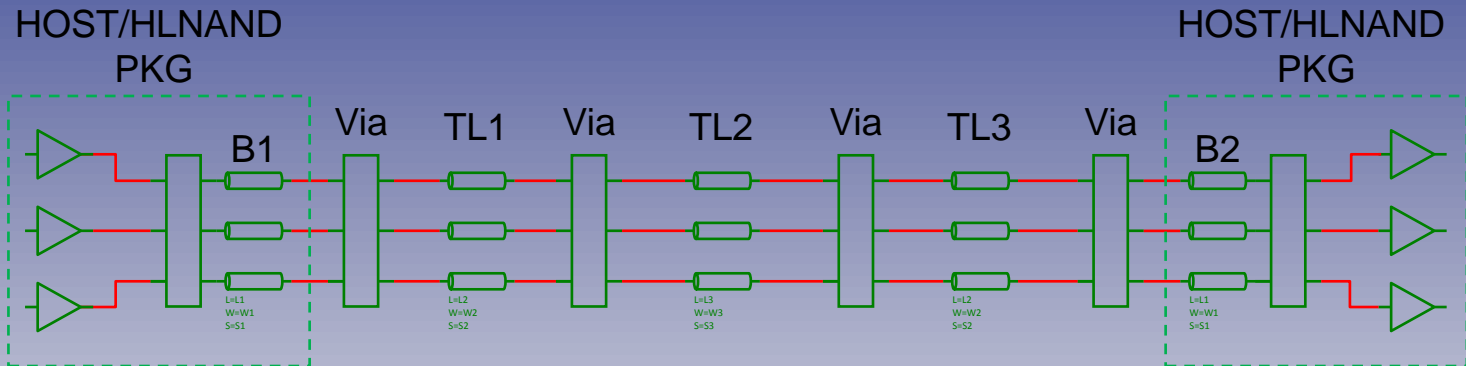 HOST/HLNAND
PKG
HOST/HLNAND
PKG
B1
Via
TL1
Via
TL2
Via
TL3
Via
B2
L=L1
W=W1
S=S1
L=L2
W=W2
S=S2
L=L3
W=W3
S=S3
L=L2
W=W2
S=S2
L=L1
W=W1
S=S1